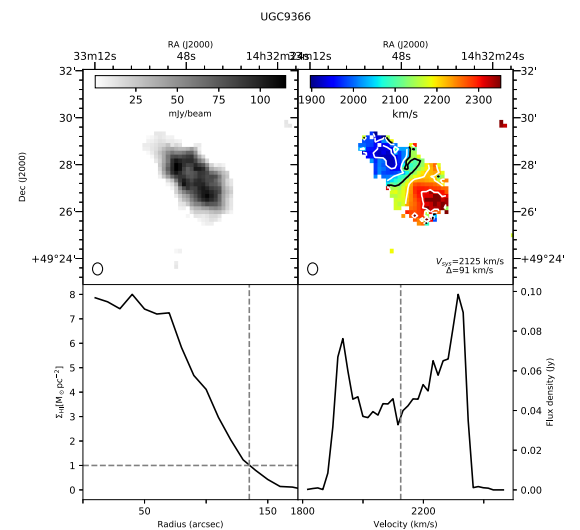 UGC9366
RA (J2000)
RA (J2000)
33m12s 48s 14h32m24s
48s 14h32m24s
32'
30'
28'
26'
+49°24'
Dec (J2000)
25 50 75 100
mJy/beam
1900 2000 2100 2200 2300
km/s
32'
30'
28'
26'
+49°24'
V_sys=2125 km/s
Δ=91 km/s
8
7
6
5
4
3
2
1
0
Σ_HI[M_⊙ pc⁻²]
50 150
Radius (arcsec)
0.10
0.08
0.06
0.04
0.02
0.00
Flux density (Jy)
1800 2200
Velocity (km/s)